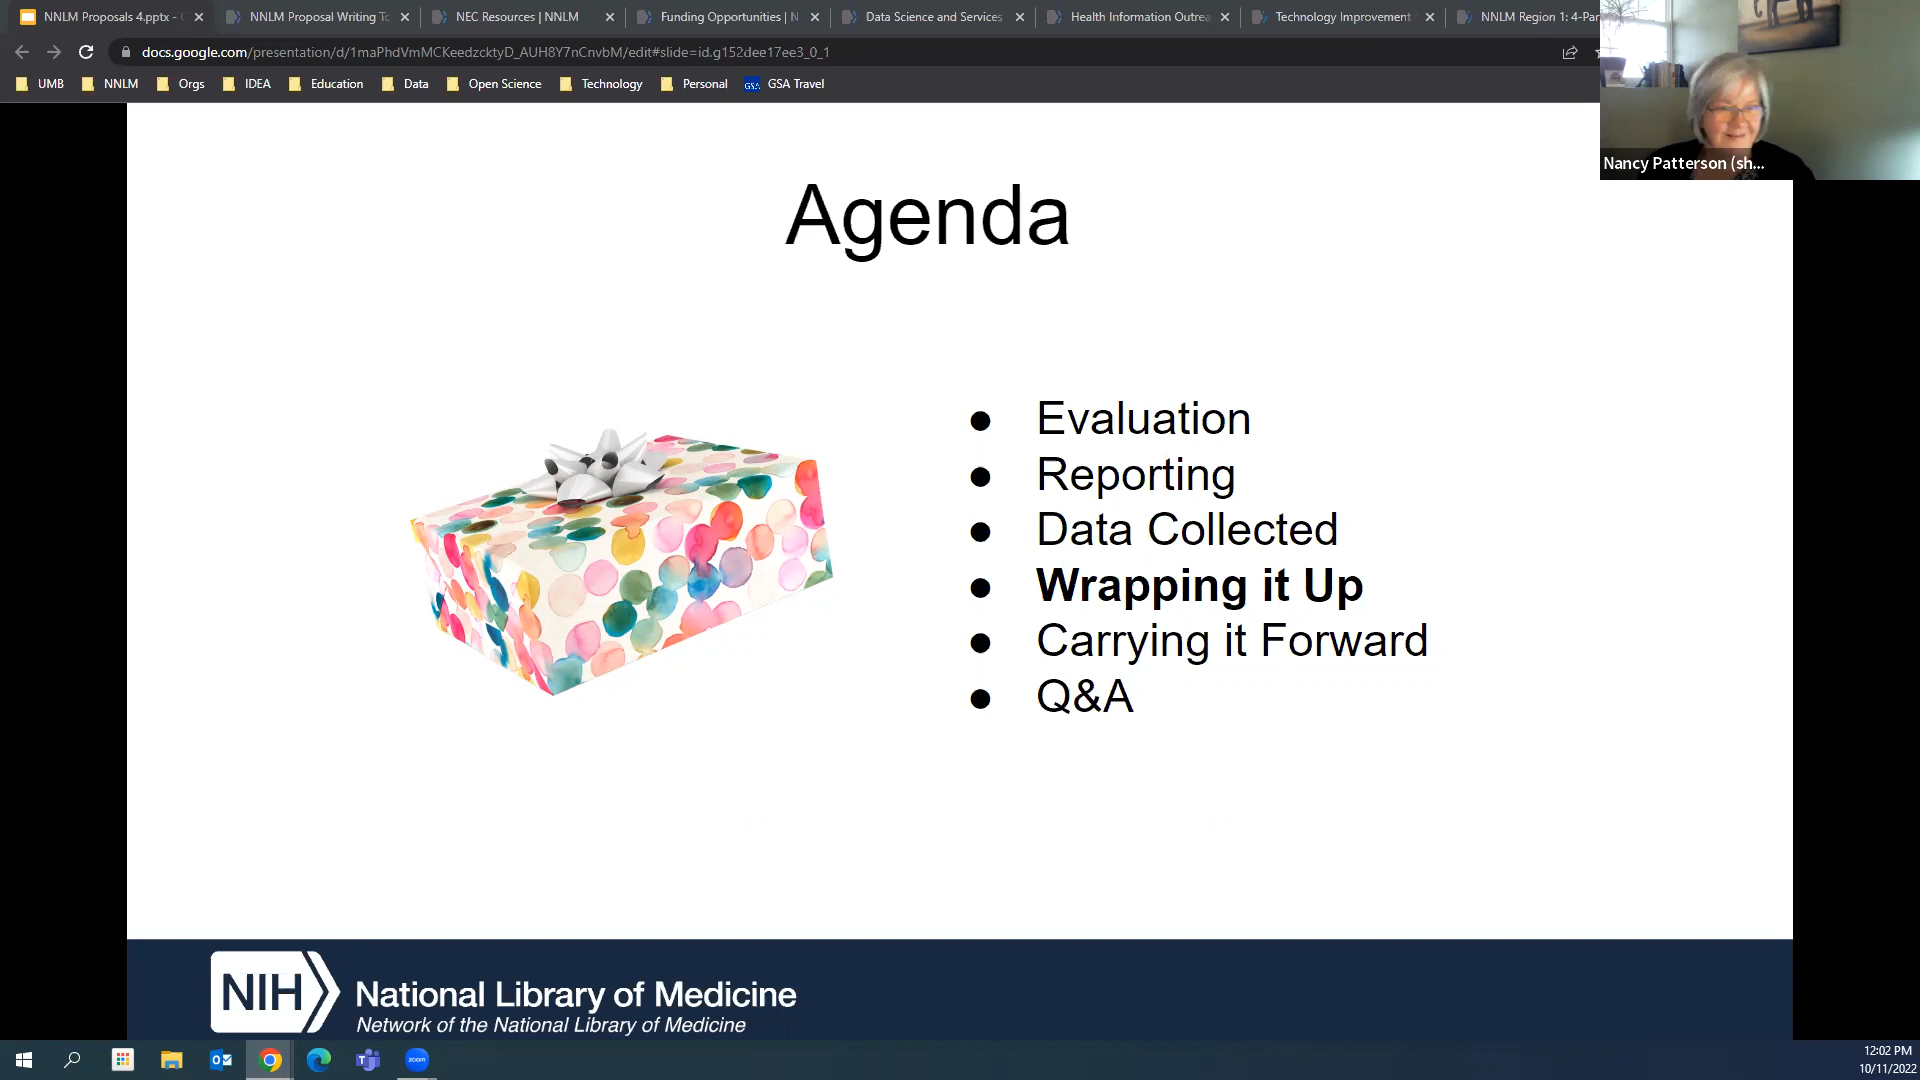 NNLM Proposals 4.pptx -
NNLM Proposal Writing To
NEC Resources | NNLM
Funding Opportunities | N
Data Science and Services
Health Information Outrea
Technology Improvement
NNLM Region 1: 4-Par
docs.google.com/presentation/d/1maPhdVmMCKeedzcktyD_AUH8Y7nCnvbM/edit#slide=id.g152dee17ee3_0_1
UMB
NNLM
Orgs
IDEA
Education
Data
Open Science
Technology
Personal
GSA
GSA Travel
Nancy Patterson (sh...
Agenda
● Evaluation
● Reporting
● Data Collected
● Wrapping it Up
● Carrying it Forward
● Q&A
NIH
National Library of Medicine
Network of the National Library of Medicine
zoom
12:02 PM
10/11/2022